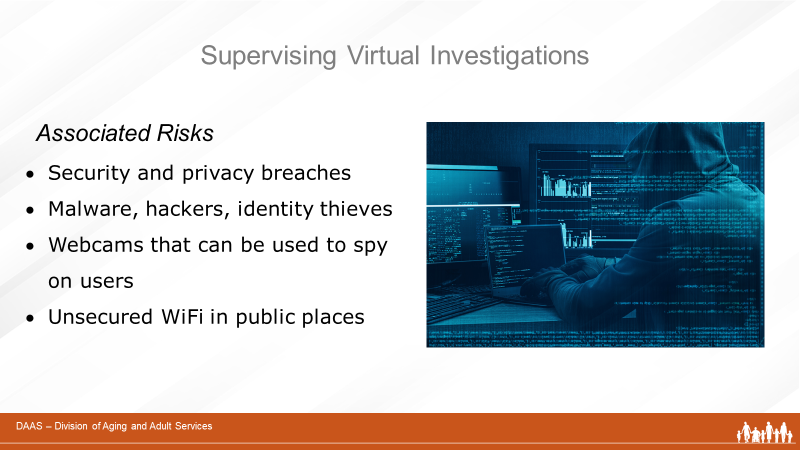 Supervising Virtual Investigations
Associated Risks
• Security and privacy breaches
• Malware, hackers, identity thieves
• Webcams that can be used to spy
on users
• Unsecured WiFi in public places
DAAS – Division of Aging and Adult Services